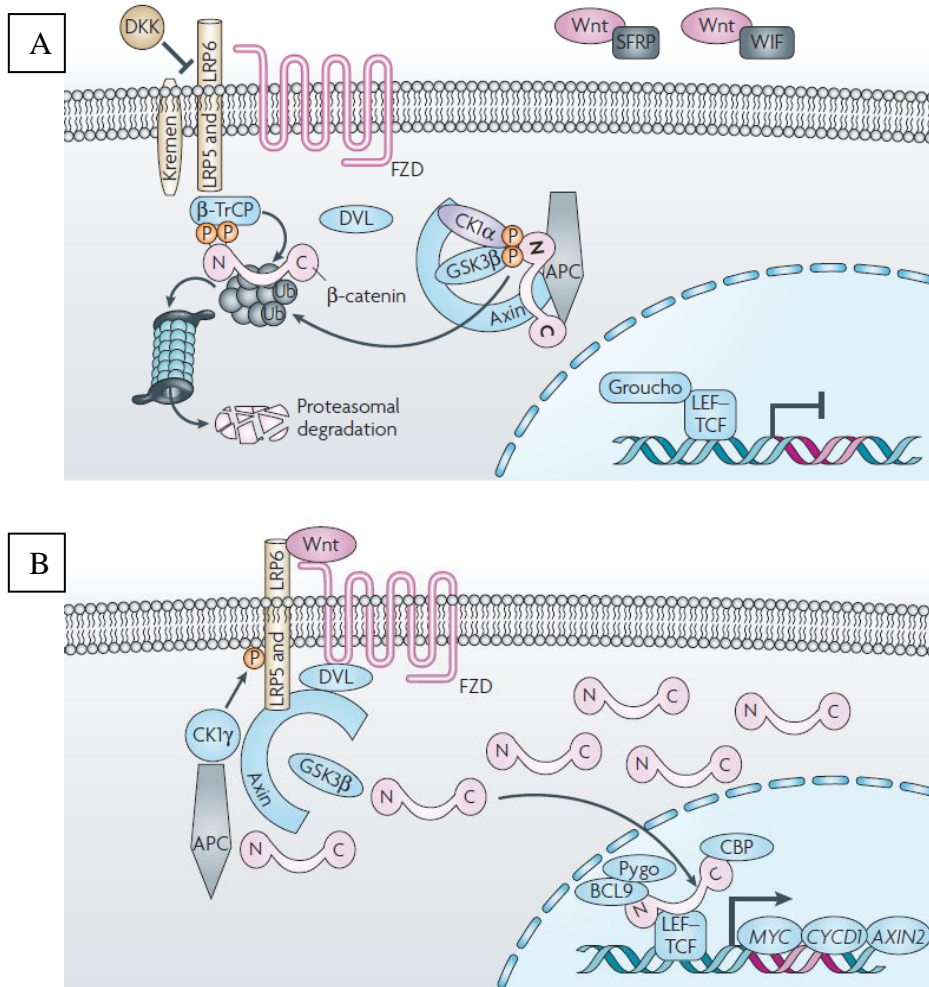 A
DKK
LRP5 and LRP6
Kremen
FZD
Wnt
SFRP
Wnt
WIF
β-TrCP
P P
N
C
Ub
Ub
β-catenin
DVL
CK1α
GSK3β
P
P
N
C
Axin
APC
Proteasomal
degradation
Groucho
LEF–
TCF
B
Wnt
LRP5 and LRP6
P
DVL
FZD
CK1γ
Axin
GSK3β
APC
N C
N C
N C
N C
N C
N C
CBP
Pygo
BCL9
N
C
LEF–
TCF
MYC CYCD1 AXIN2